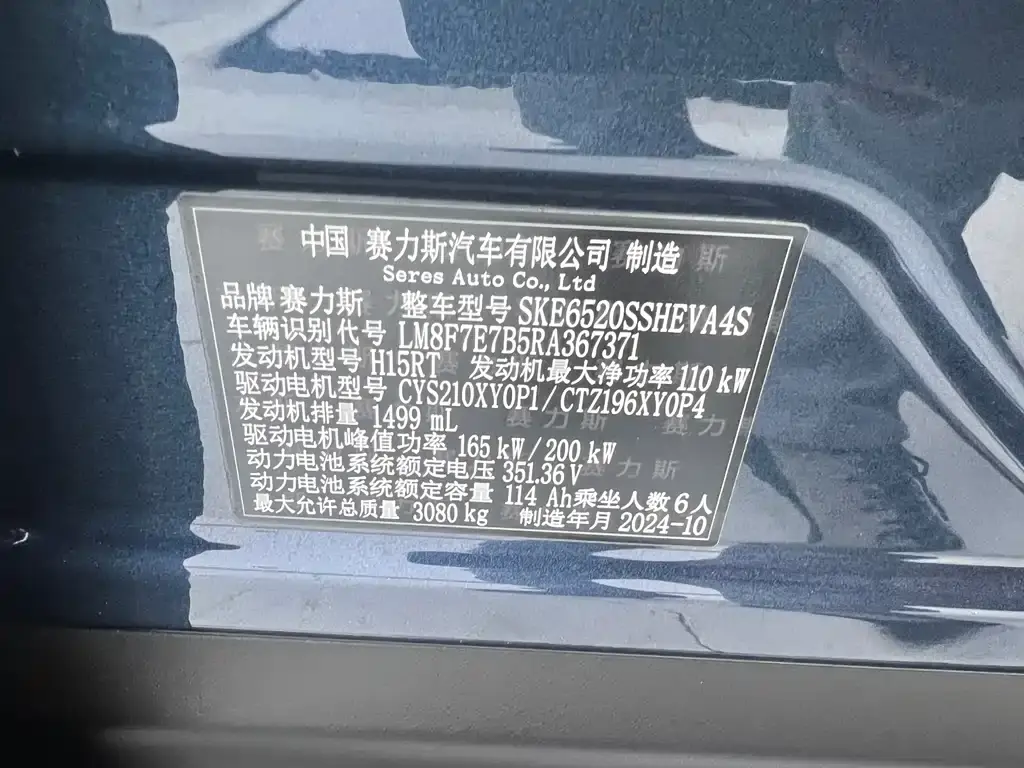 中国 赛力斯汽车有限公司 制造
Seres Auto Co., Ltd
品牌 赛力斯 整车型号 SKE6520SSHEVA4S
车辆识别代号 LM8F7E7B5RA367371
发动机型号 H15RT 发动机最大净功率 110 kW
驱动电机型号 CYS210XY0P1/CTZ196XY0P4
发动机排量 1499 mL
驱动电机峰值功率 165 kW/200 kW
动力电池系统额定电压 351.36 V
动力电池系统额定容量 114 Ah 乘坐人数 6 人
最大允许总质量 3080 kg 制造年月 2024-10